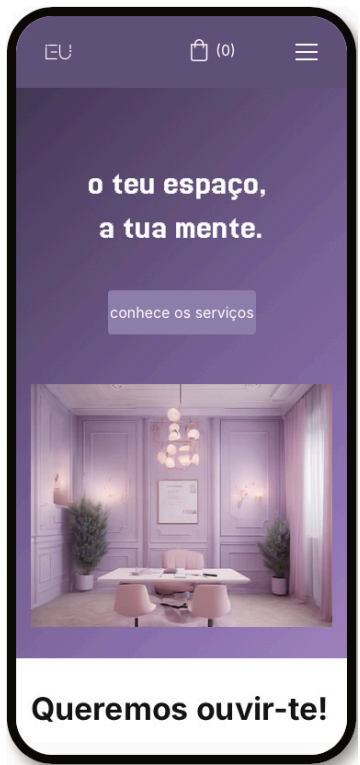 EU
(0)
o teu espaço,
a tua mente.
conhece os serviços
Queremos ouvir-te!